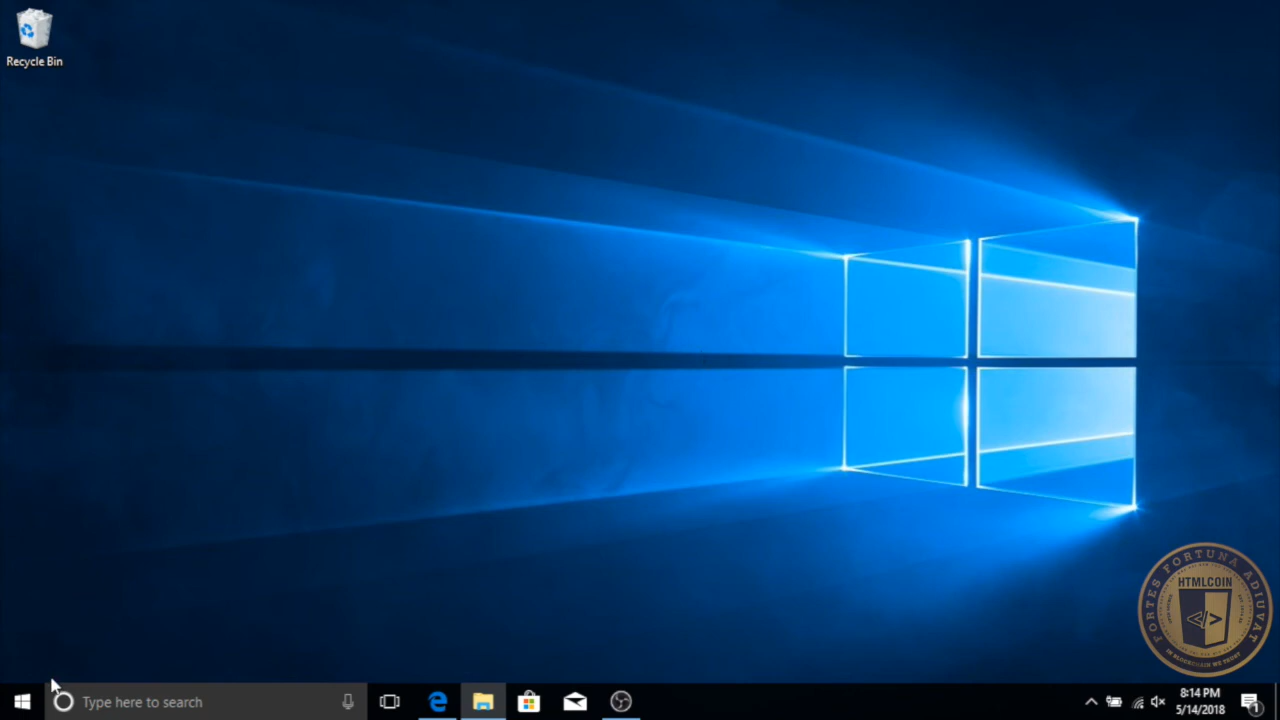 Recycle Bin
FORTES FORTUNA ADIUVAT
HTMLCOIN
</>
IN BLOCKCHAIN WE TRUST
Type here to search
8:14 PM
5/14/2018
1